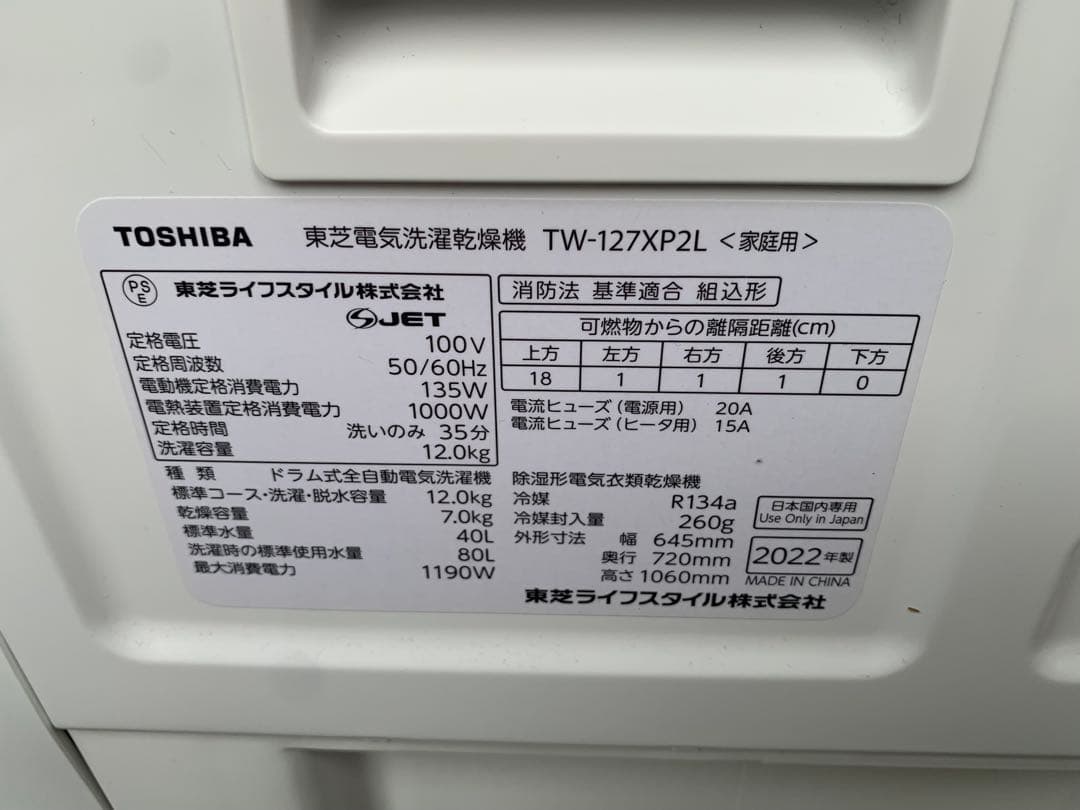 TOSHIBA 東芝電気洗濯乾燥機 TW-127XP2L <家庭用>
PS
E
東芝ライフスタイル株式会社
S JET
定格電圧 100V
定格周波数 50/60Hz
電動機定格消費電力 135W
電熱装置定格消費電力 1000W
定格時間 洗いのみ 35分
洗濯容量 12.0kg
種類 ドラム式全自動電気洗濯機
標準コース・洗濯・脱水容量 12.0kg
乾燥容量 7.0kg
標準水量 40L
洗濯時の標準使用水量 80L
最大消費電力 1190W
消防法 基準適合 組込形
可燃物からの離隔距離(cm)
上方 左方 右方 後方 下方
18 1 1 1 0
電流ヒューズ(電源用) 20A
電流ヒューズ(ヒータ用) 15A
除湿形電気衣類乾燥機
冷媒 R134a
冷媒封入量 260g
外形寸法 幅 645mm
奥行 720mm
高さ 1060mm
日本国内専用
Use Only in Japan
2022年製
MADE IN CHINA
東芝ライフスタイル株式会社